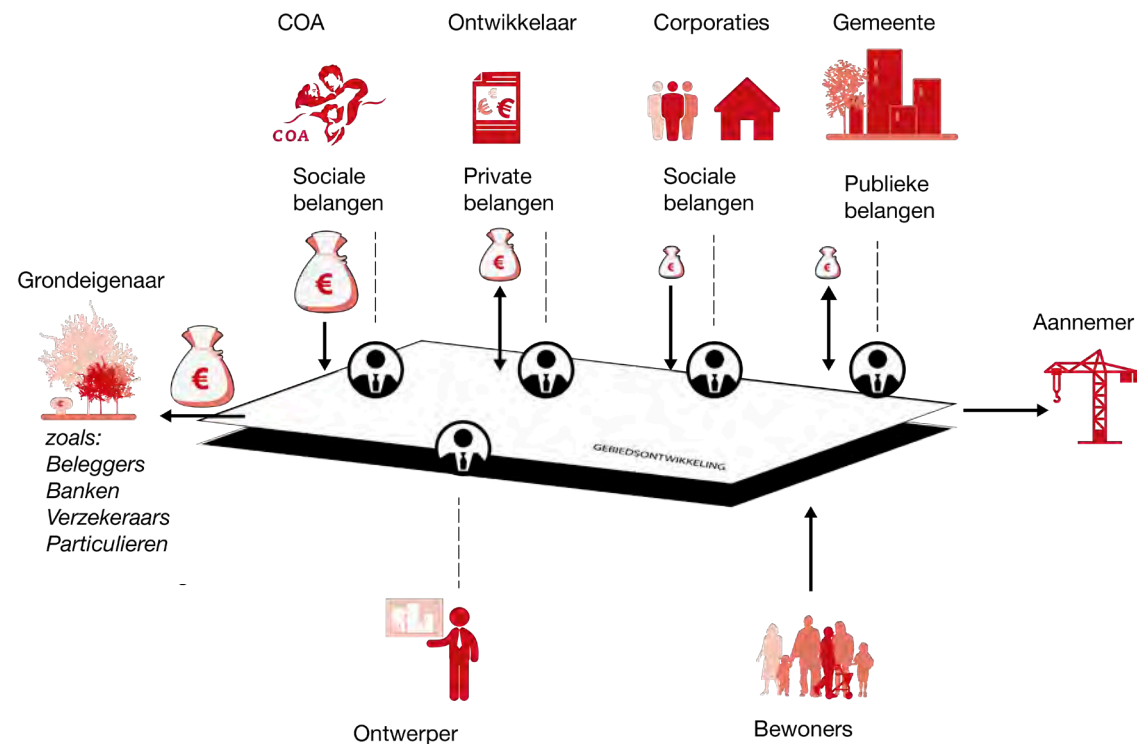 COA
Ontwikkelaar
Corporaties
Gemeente
COA
€ € €
Sociale
belangen
Private
belangen
Sociale
belangen
Publieke
belangen
€
€
€
€
Grondeigenaar
€
€
zoals:
Beleggers
Banken
Verzekeraars
Particulieren
Aannemer
GEBIEDSONTWIKKELING
Ontwerper
Bewoners